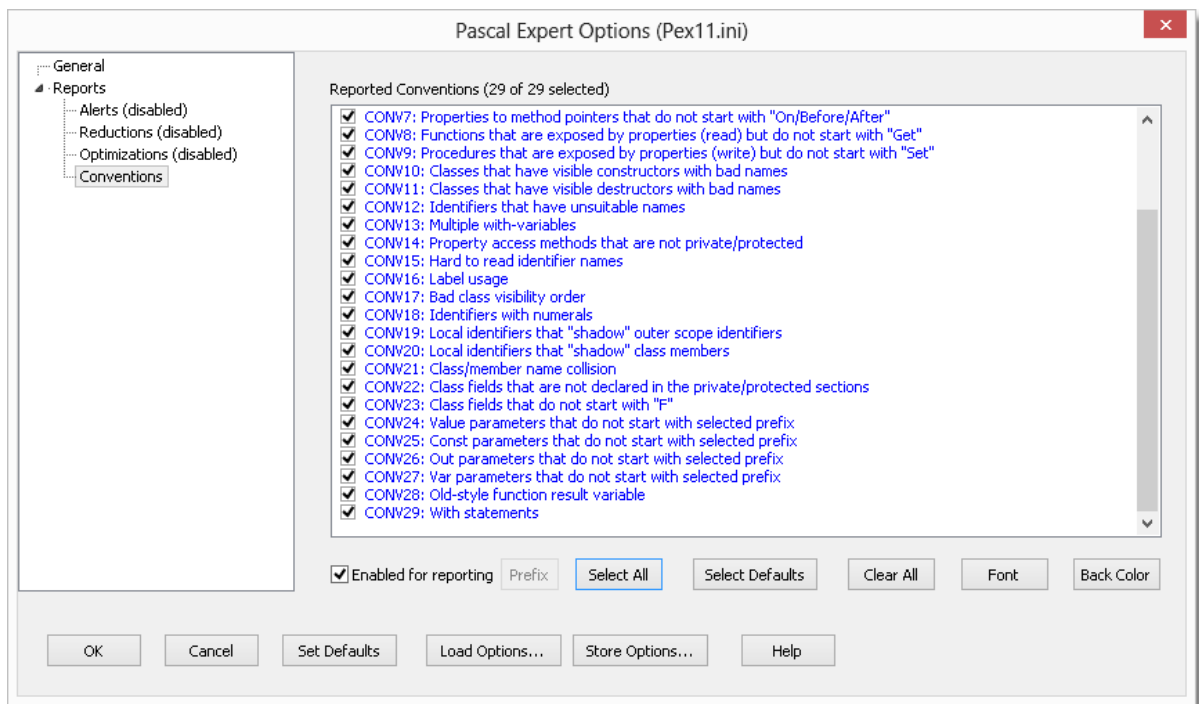 Pascal Expert Options (Pex11.ini)
General
Reports
Alerts (disabled)
Reductions (disabled)
Optimizations (disabled)
Conventions
Reported Conventions (29 of 29 selected)
CONV7: Properties to method pointers that do not start with "On/Before/After"
CONV8: Functions that are exposed by properties (read) but do not start with "Get"
CONV9: Procedures that are exposed by properties (write) but do not start with "Set"
CONV10: Classes that have visible constructors with bad names
CONV11: Classes that have visible destructors with bad names
CONV12: Identifiers that have unsuitable names
CONV13: Multiple with-variables
CONV14: Property access methods that are not private/protected
CONV15: Hard to read identifier names
CONV16: Label usage
CONV17: Bad class visibility order
CONV18: Identifiers with numerals
CONV19: Local identifiers that "shadow" outer scope identifiers
CONV20: Local identifiers that "shadow" class members
CONV21: Class/member name collision
CONV22: Class fields that are not declared in the private/protected sections
CONV23: Class fields that do not start with "F"
CONV24: Value parameters that do not start with selected prefix
CONV25: Const parameters that do not start with selected prefix
CONV26: Out parameters that do not start with selected prefix
CONV27: Var parameters that do not start with selected prefix
CONV28: Old-style function result variable
CONV29: With statements
Enabled for reporting Prefix Select All Select Defaults Clear All Font Back Color
OK Cancel Set Defaults Load Options... Store Options... Help